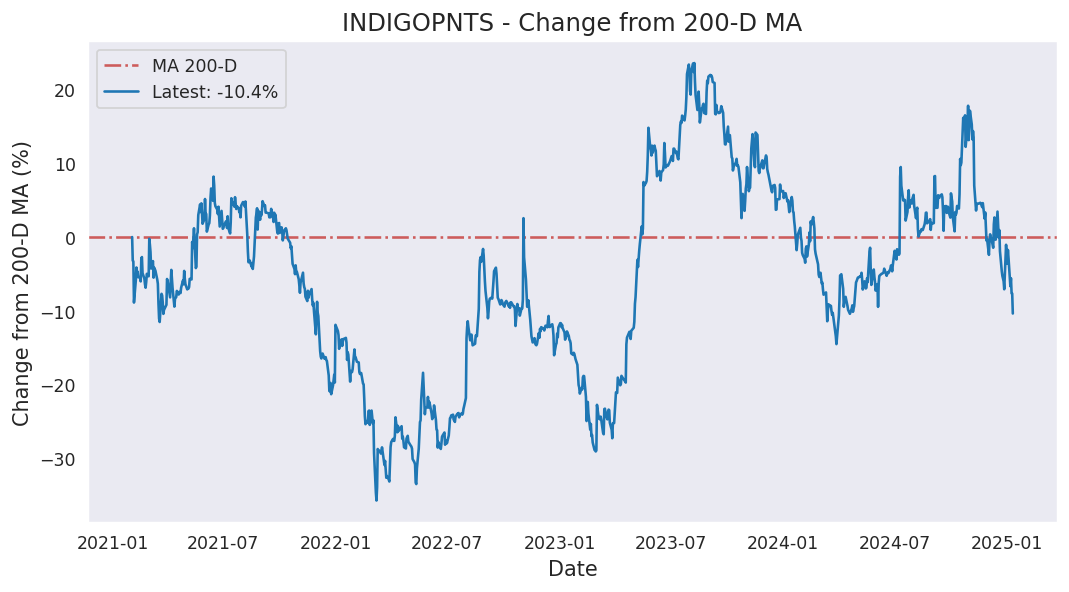 INDIGOPNTS - Change from 200-D MA
MA 200-D
Latest: -10.4%
Change from 200-D MA (%)
20
10
0
−10
−20
−30
2021-01 2021-07 2022-01 2022-07 2023-01 2023-07 2024-01 2024-07 2025-01
Date